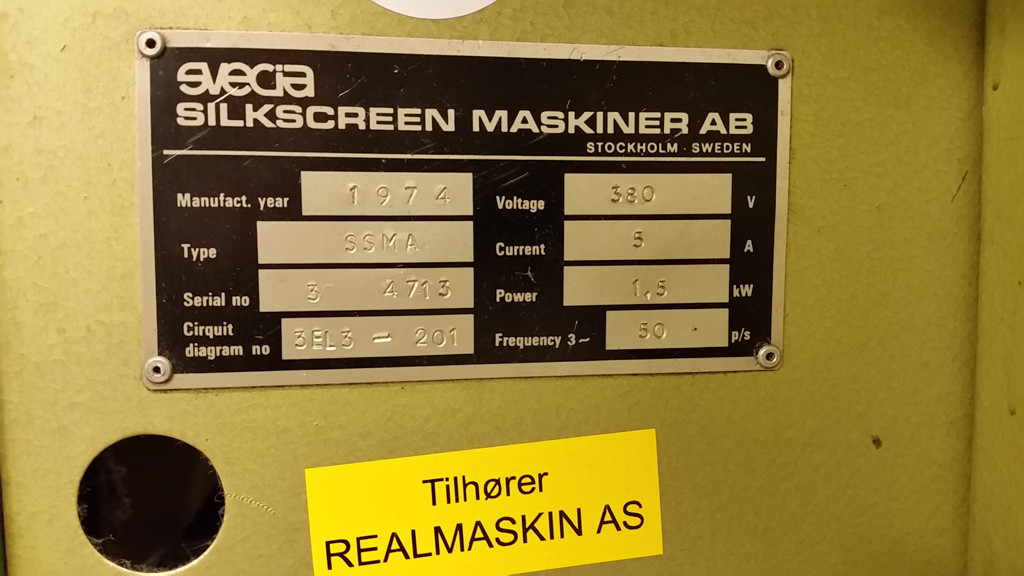 svecia
SILKSCREEN MASKINER AB
STOCKHOLM · SWEDEN
Manufact. year 1974
Type SSMA
Serial no 3 4713
Cirquit
diagram no 3EL3 - 201
Voltage 380 V
Current 5 A
Power 1,5 kW
Frequency 3~ 50 p/s
Tilhører
REALMASKIN AS